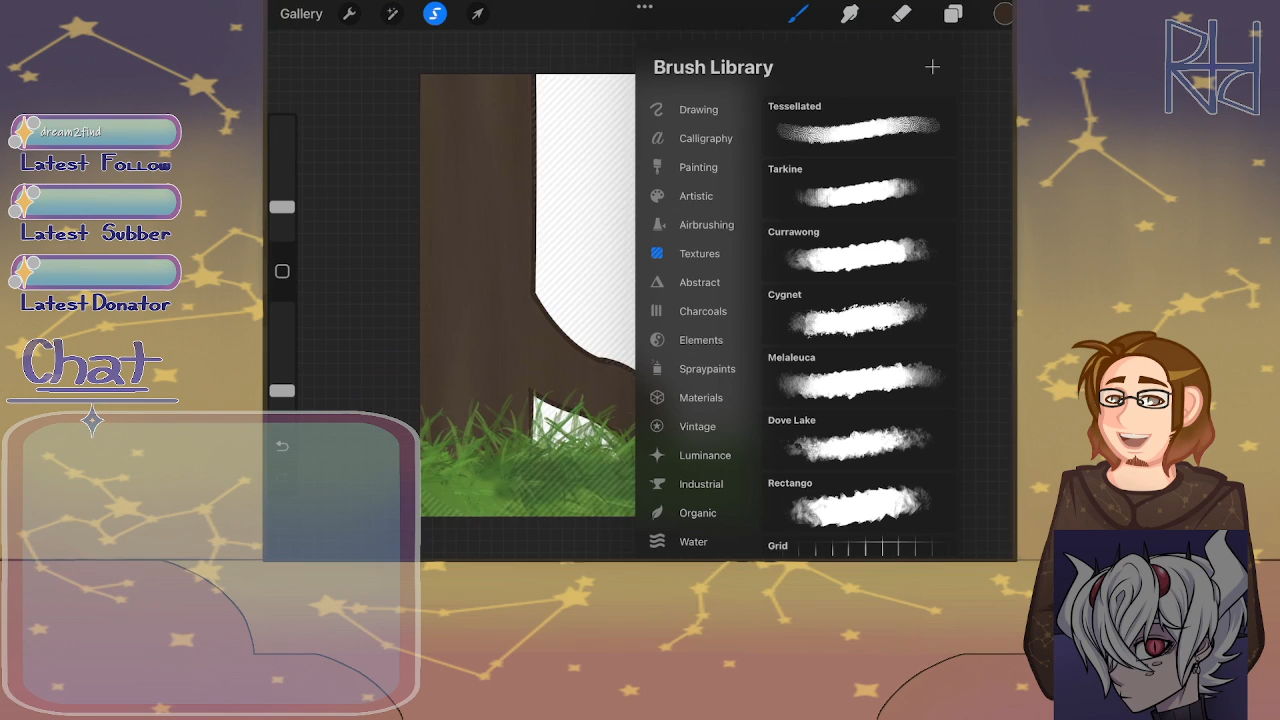 Gallery
Brush Library
Drawing
Calligraphy
Painting
Artistic
Airbrushing
Textures
Abstract
Charcoals
Elements
Spraypaints
Materials
Vintage
Luminance
Industrial
Organic
Water
Tessellated
Tarkine
Currawong
Cygnet
Melaleuca
Dove Lake
Rectango
Grid
dream2find
Latest Follow
Latest Subber
Latest Donator
Chat